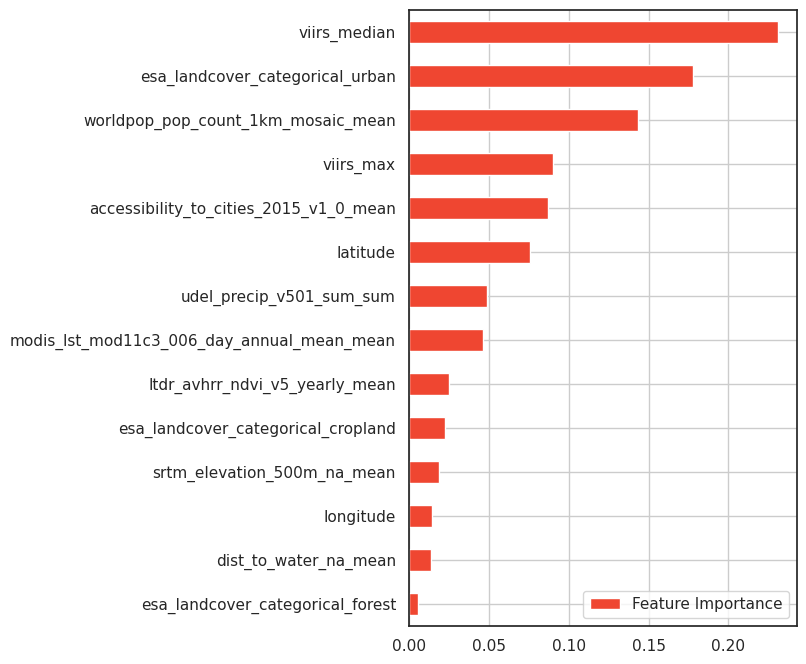 viirs_median
esa_landcover_categorical_urban
worldpop_pop_count_1km_mosaic_mean
viirs_max
accessibility_to_cities_2015_v1_0_mean
latitude
udel_precip_v501_sum_sum
modis_lst_mod11c3_006_day_annual_mean_mean
ltdr_avhrr_ndvi_v5_yearly_mean
esa_landcover_categorical_cropland
srtm_elevation_500m_na_mean
longitude
dist_to_water_na_mean
esa_landcover_categorical_forest
Feature Importance
0.00 0.05 0.10 0.15 0.20